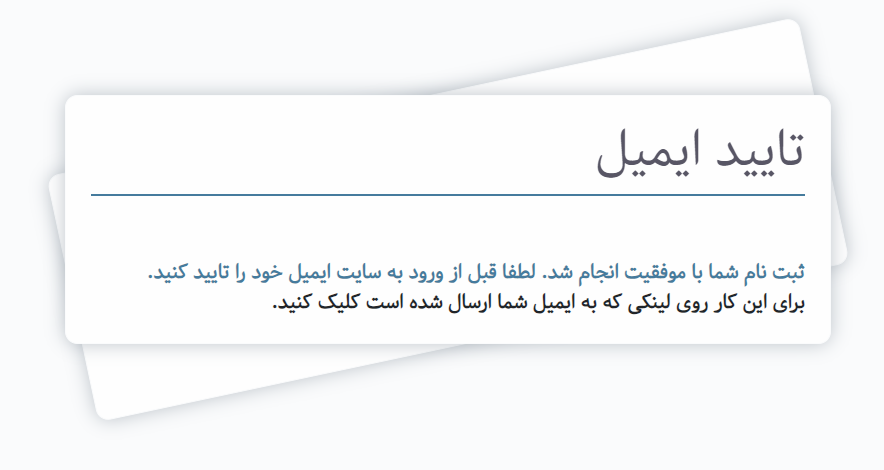 تایید ایمیل
ثبت نام شما با موفقیت انجام شد. لطفا قبل از ورود به سایت ایمیل خود را تایید کنید.
برای این کار روی لینکی که به ایمیل شما ارسال شده است کلیک کنید.